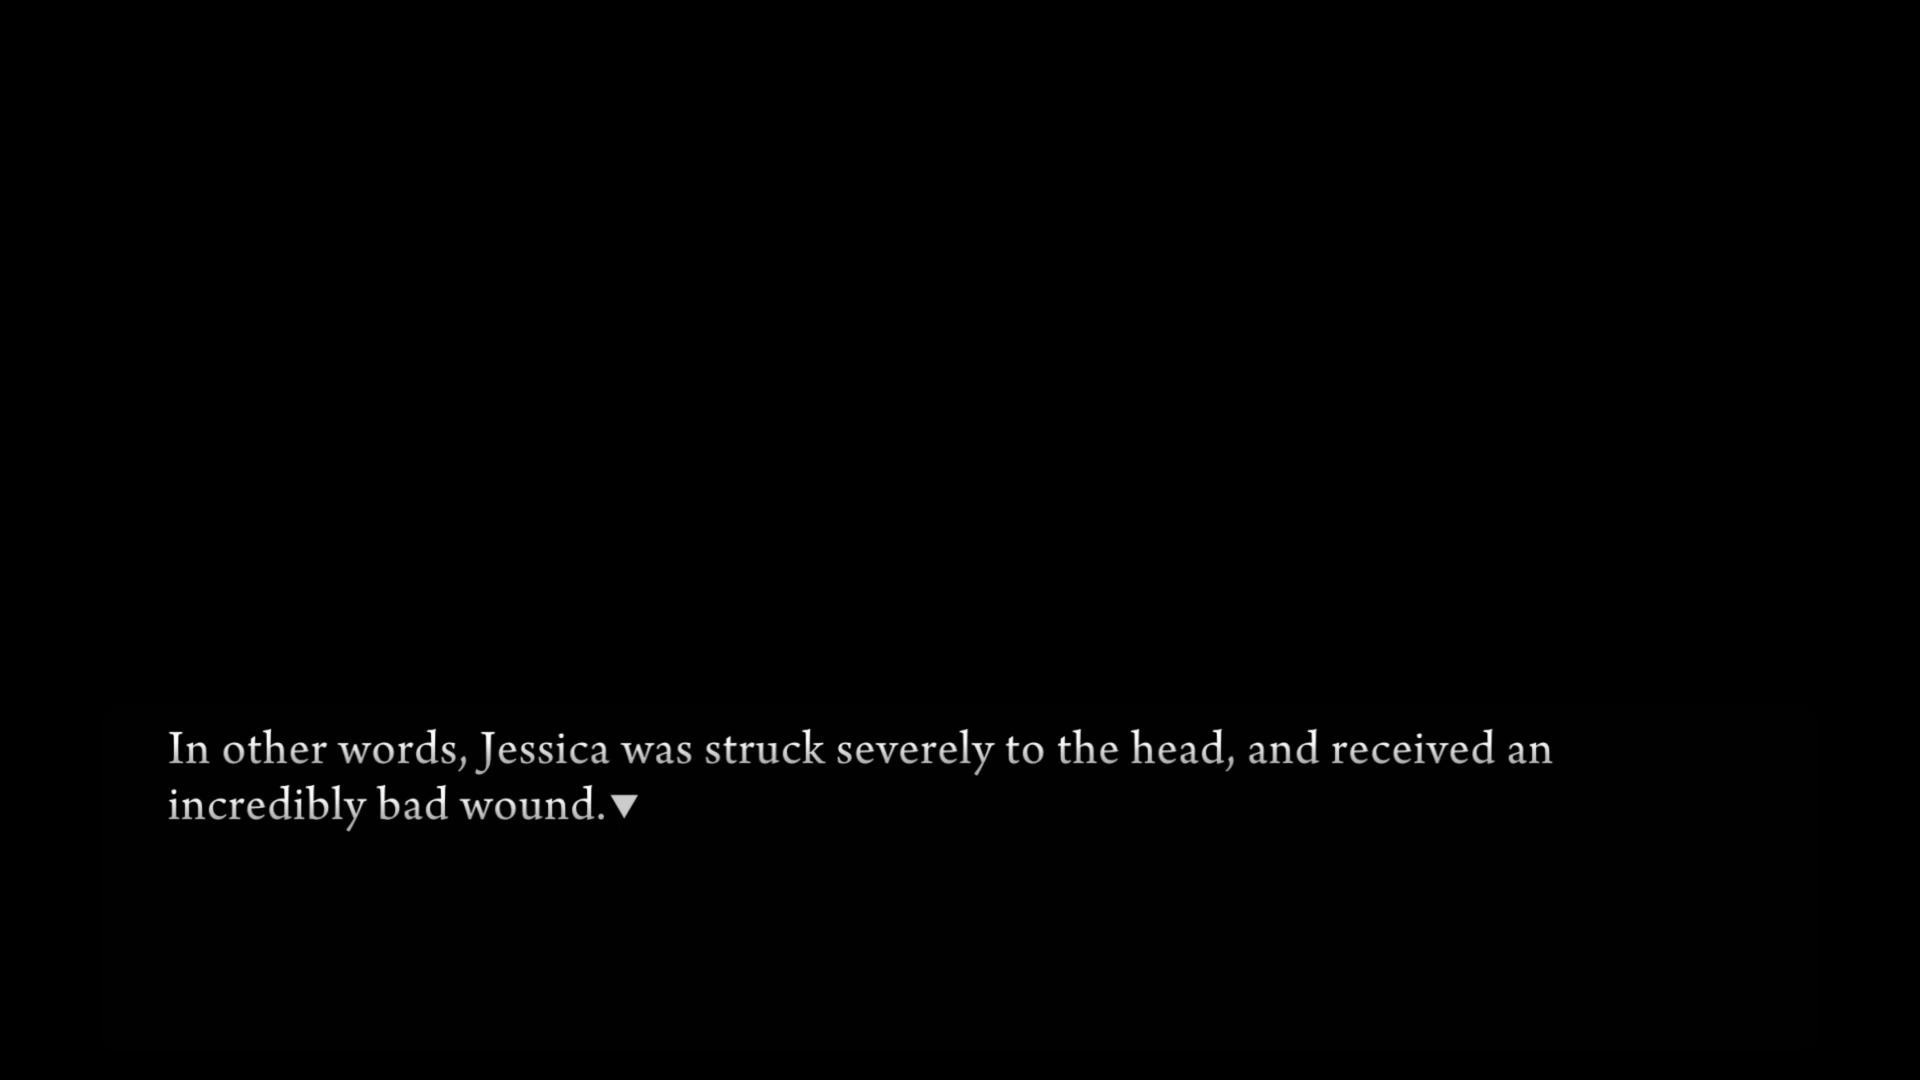 In other words, Jessica was struck severely to the head, and received an
incredibly bad wound.▼